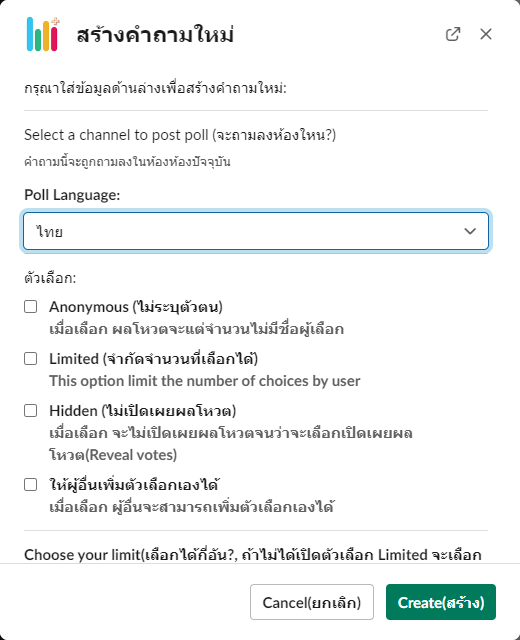 สร้างคำถามใหม่
กรุณาใส่ข้อมูลด้านล่างเพื่อสร้างคำถามใหม่:
Select a channel to post poll (จะถามลงห้องใหน?)
คำถามนี้จะถูกถามลงในห้องห้องปัจจุบัน
Poll Language:
ไทย
ตัวเลือก:
Anonymous (ไม่ระบุตัวตน)
เมื่อเลือก ผลโหวตจะแต่จำนวนไม่มีชื่อผู้เลือก
Limited (จำกัดจำนวนที่เลือกได้)
This option limit the number of choices by user
Hidden (ไม่เปิดเผยผลโหวต)
เมื่อเลือก จะไม่เปิดเผยผลโหวตจนว่าจะเลือกเปิดเผยผล
โหวต(Reveal votes)
ให้ผู้อื่นเพิ่มตัวเลือกเองได้
เมื่อเลือก ผู้อื่นจะสามารถเพิ่มตัวเลือกเองได้
Choose your limit(เลือกได้กี่อัน?, ถ้าไม่ได้เปิดตัวเลือก Limited จะเลือก
Cancel(ยกเลิก)
Create(สร้าง)